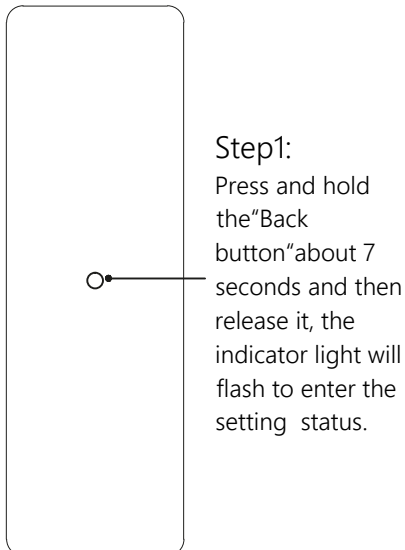 Step1:
Press and hold
the“Back
button“about 7
seconds and then
release it, the
indicator light will
flash to enter the
setting  status.